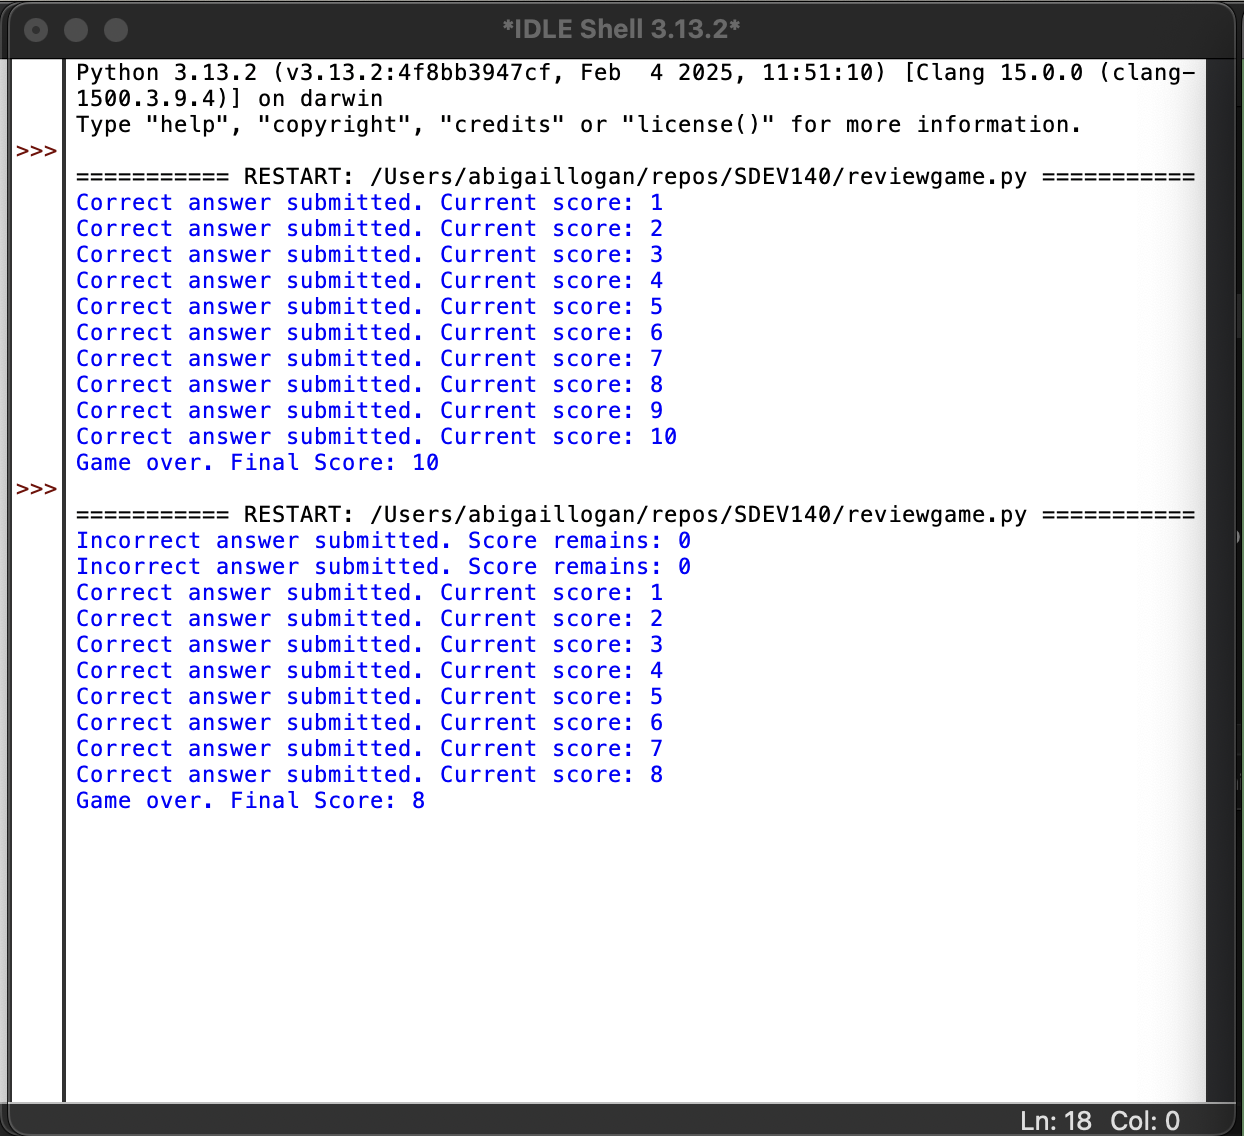 *IDLE Shell 3.13.2*
Python 3.13.2 (v3.13.2:4f8bb3947cf, Feb  4 2025, 11:51:10) [Clang 15.0.0 (clang-
1500.3.9.4)] on darwin
Type "help", "copyright", "credits" or "license()" for more information.
>>>
=========== RESTART: /Users/abigaillogan/repos/SDEV140/reviewgame.py ===========
Correct answer submitted. Current score: 1
Correct answer submitted. Current score: 2
Correct answer submitted. Current score: 3
Correct answer submitted. Current score: 4
Correct answer submitted. Current score: 5
Correct answer submitted. Current score: 6
Correct answer submitted. Current score: 7
Correct answer submitted. Current score: 8
Correct answer submitted. Current score: 9
Correct answer submitted. Current score: 10
Game over. Final Score: 10
>>>
=========== RESTART: /Users/abigaillogan/repos/SDEV140/reviewgame.py ===========
Incorrect answer submitted. Score remains: 0
Incorrect answer submitted. Score remains: 0
Correct answer submitted. Current score: 1
Correct answer submitted. Current score: 2
Correct answer submitted. Current score: 3
Correct answer submitted. Current score: 4
Correct answer submitted. Current score: 5
Correct answer submitted. Current score: 6
Correct answer submitted. Current score: 7
Correct answer submitted. Current score: 8
Game over. Final Score: 8
Ln: 18 Col: 0